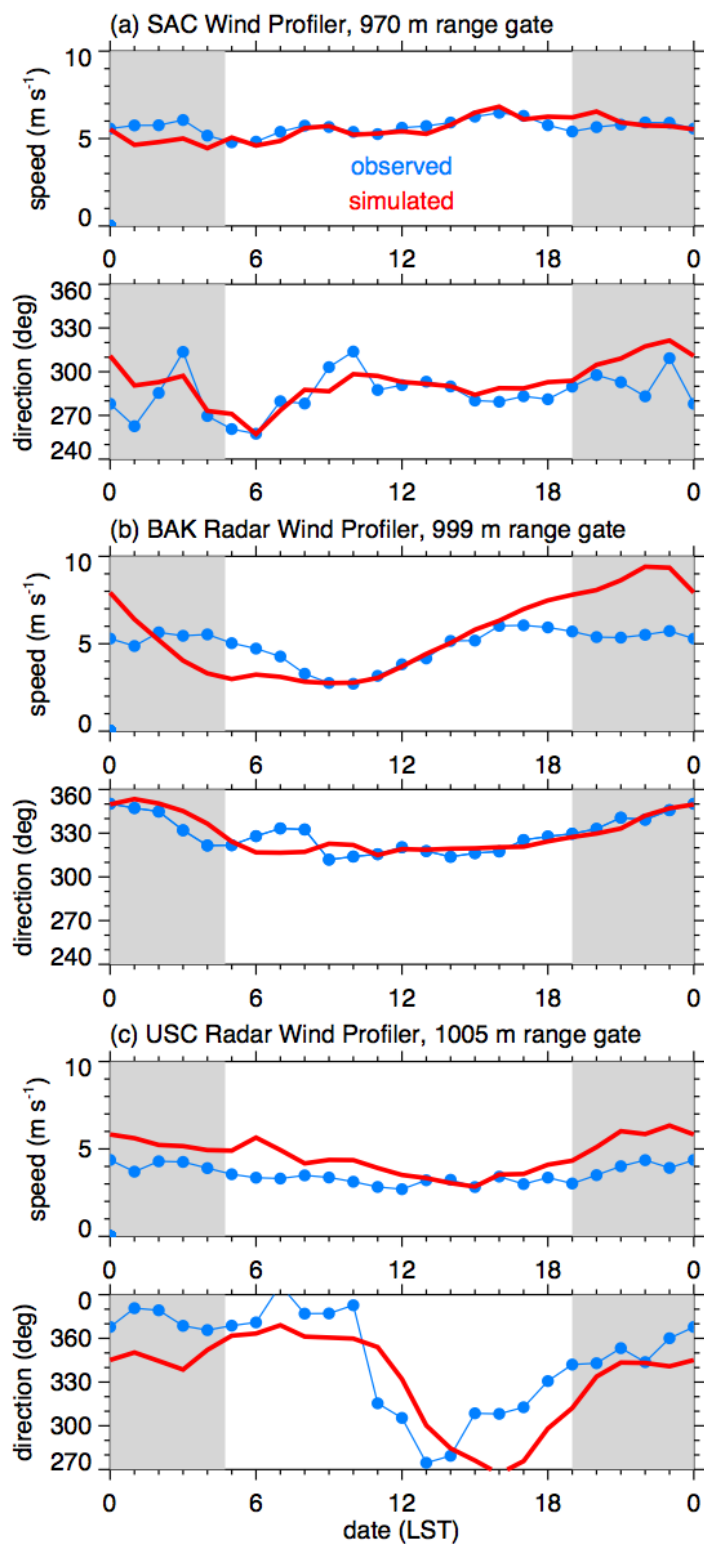 (a) SAC Wind Profiler, 970 m range gate
10
5
0
speed (m s⁻¹)
observed
simulated
0 6 12 18 0
360
330
300
270
240
direction (deg)
0 6 12 18 0
(b) BAK Radar Wind Profiler, 999 m range gate
10
5
0
speed (m s⁻¹)
0 6 12 18 0
360
330
300
270
240
direction (deg)
0 6 12 18 0
(c) USC Radar Wind Profiler, 1005 m range gate
10
5
0
speed (m s⁻¹)
0 6 12 18 0
0
360
330
300
270
direction (deg)
0 6 12 18 0
date (LST)